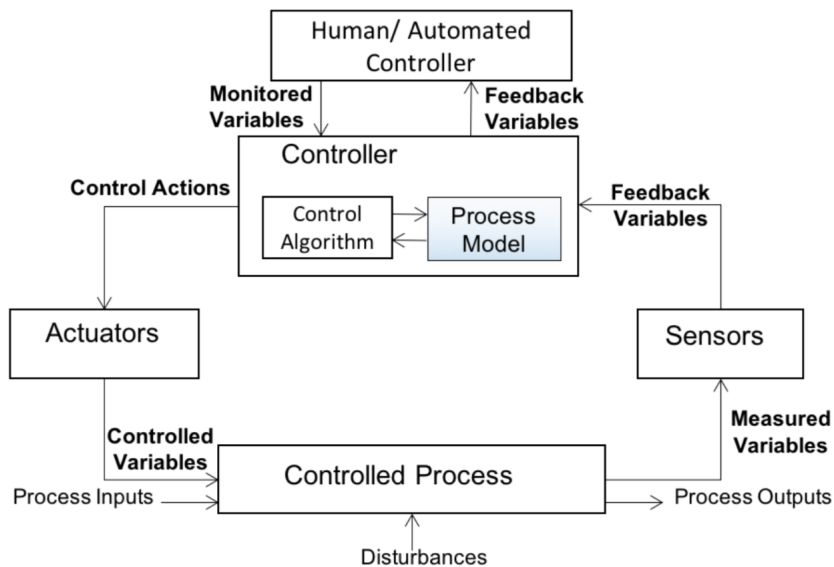 Human/ Automated
Controller
Monitored
Variables
Feedback
Variables
Controller
Control Actions
Control
Algorithm
Process
Model
Feedback
Variables
Actuators
Sensors
Controlled
Variables
Measured
Variables
Controlled Process
Process Inputs
Process Outputs
Disturbances